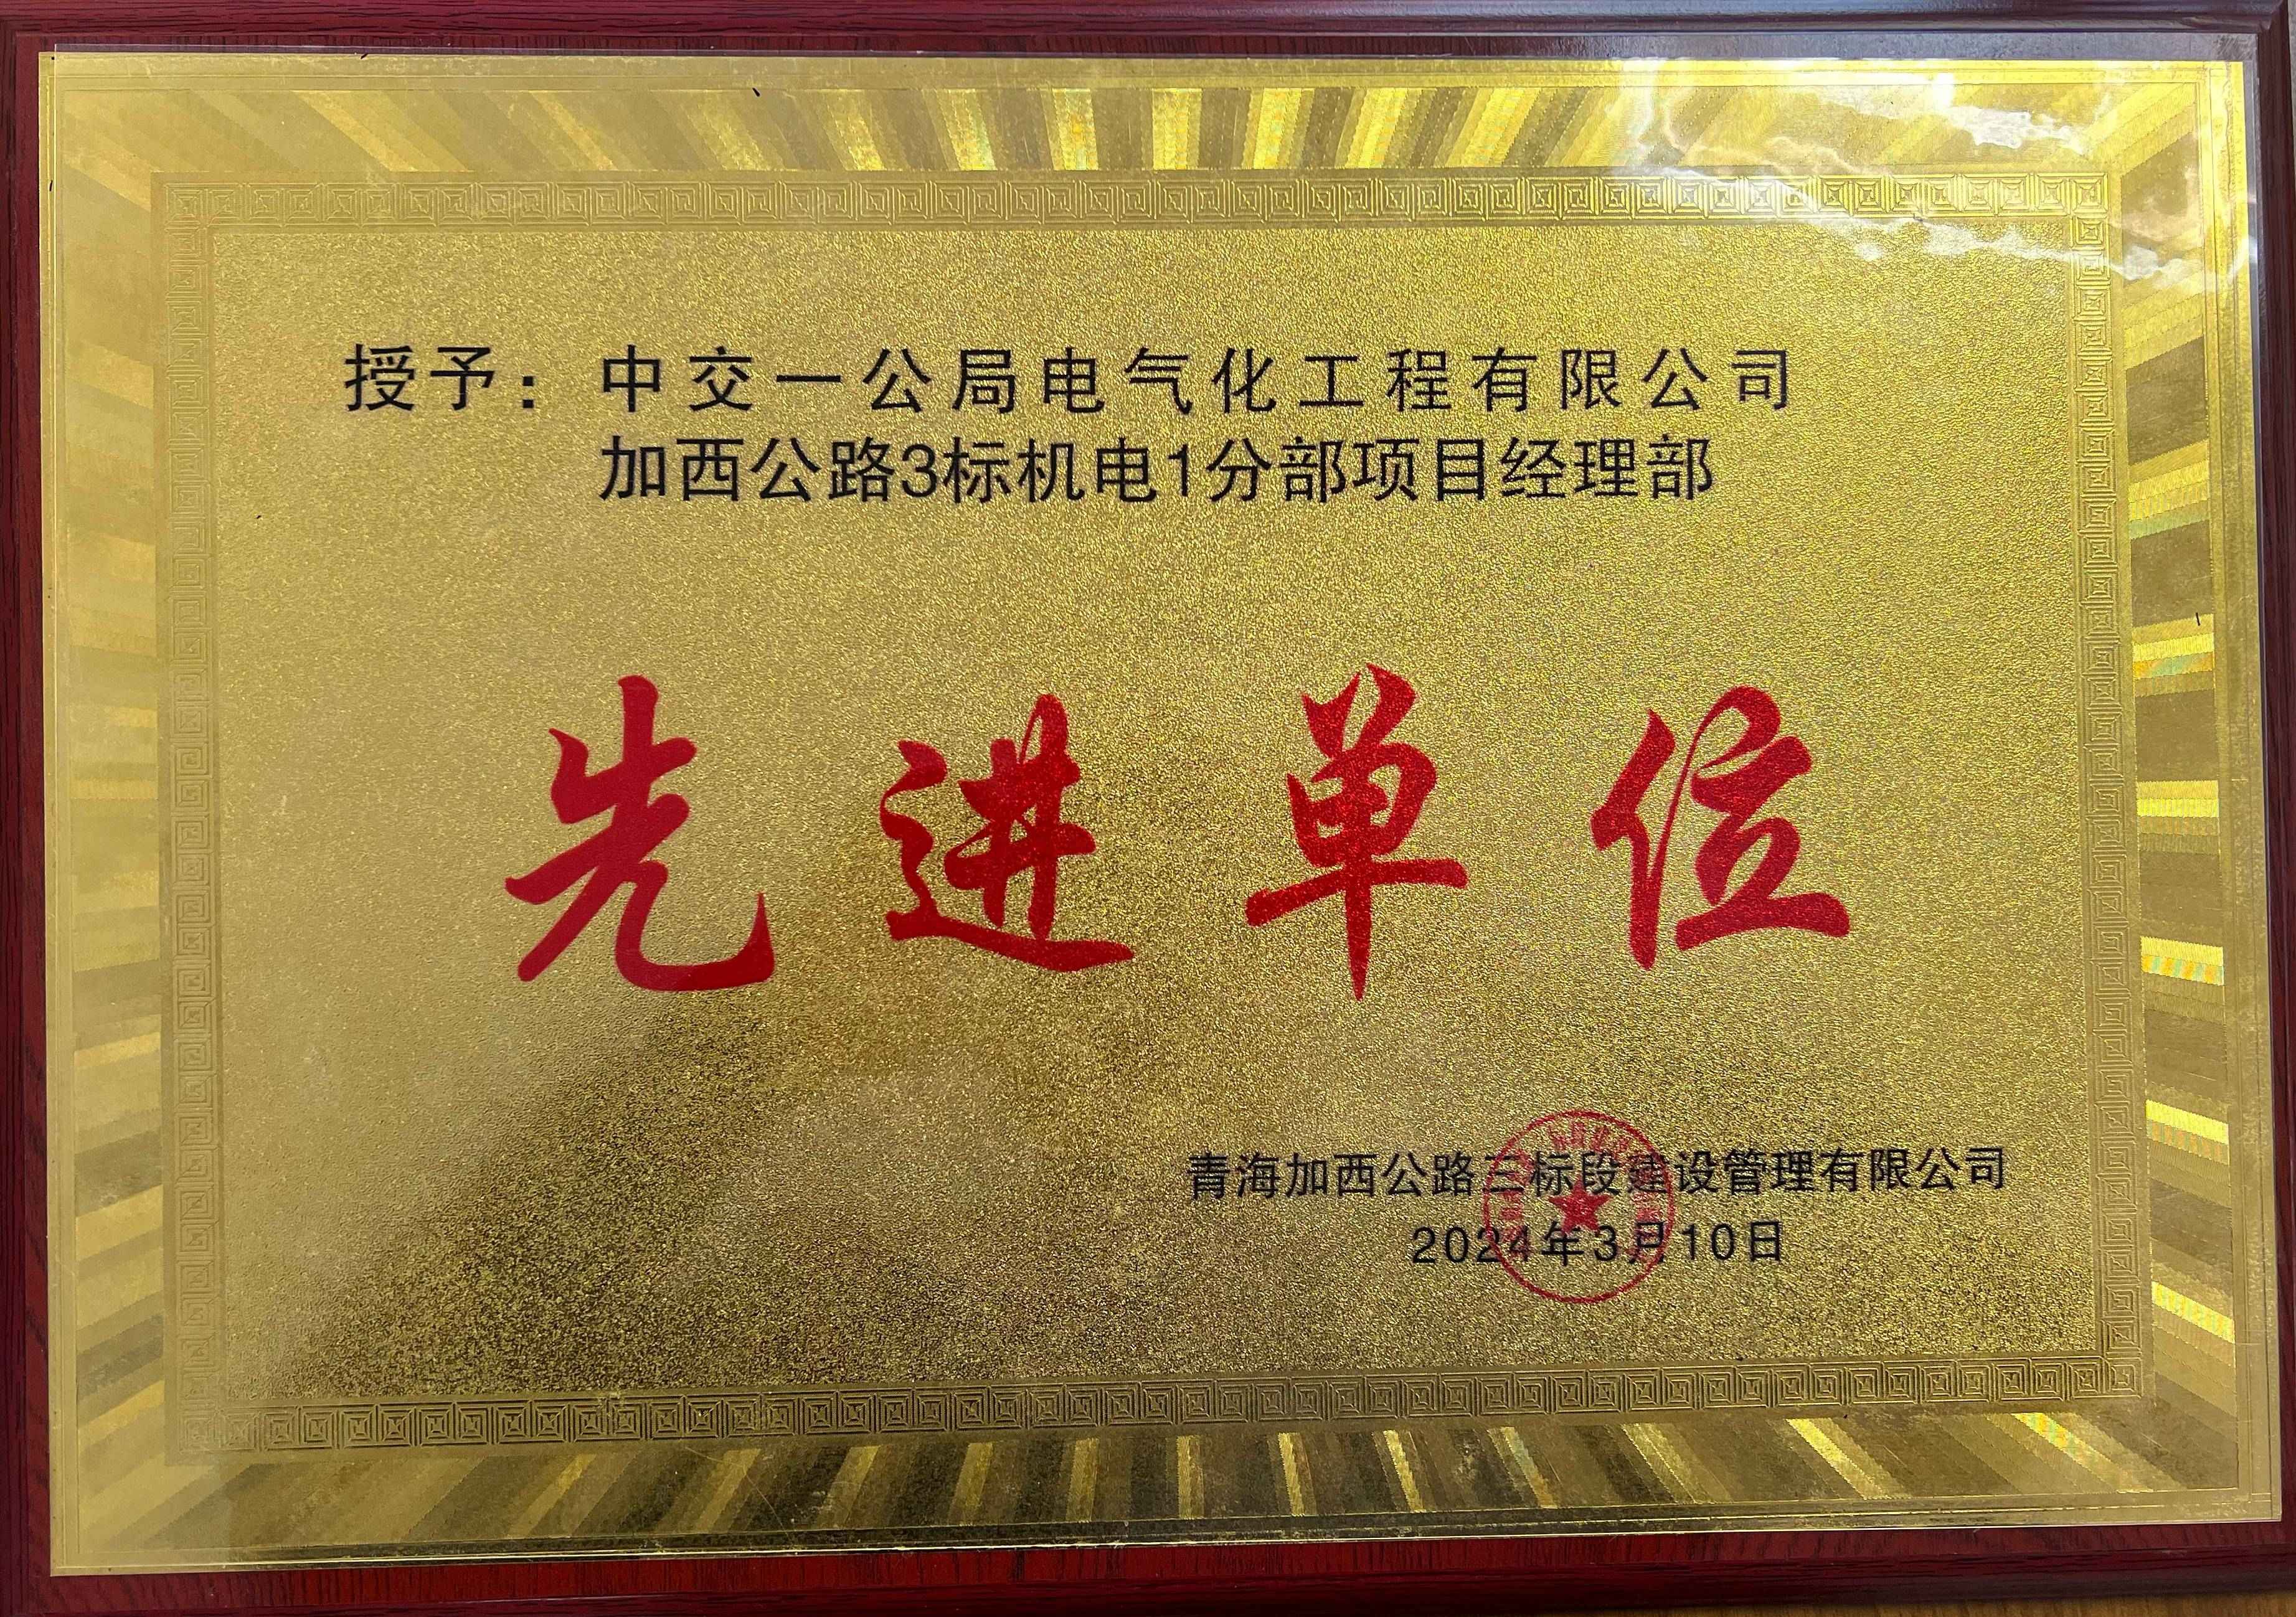 授予：中交一公局电气化工程有限公司
加西公路3标机电1分部项目经理部
先进单位
青海加西公路三标段建设管理有限公司
2024年3月10日